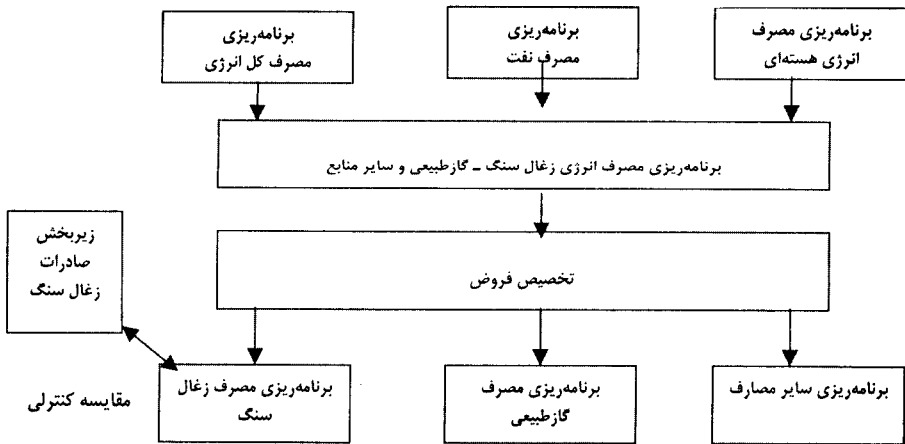 برنامه‌ریزی مصرف
انرژی هسته‌ای
برنامه‌ریزی
مصرف نفت
برنامه‌ریزی
مصرف کل انرژی
برنامه‌ریزی مصرف انرژی زغال سنگ – گازطبیعی و سایر منابع
تخصیص فروض
زیربخش
صادرات
زغال سنگ
برنامه‌ریزی سایر مصارف
برنامه‌ریزی مصرف
گازطبیعی
برنامه‌ریزی مصرف زغال
سنگ
مقایسه کنترلی